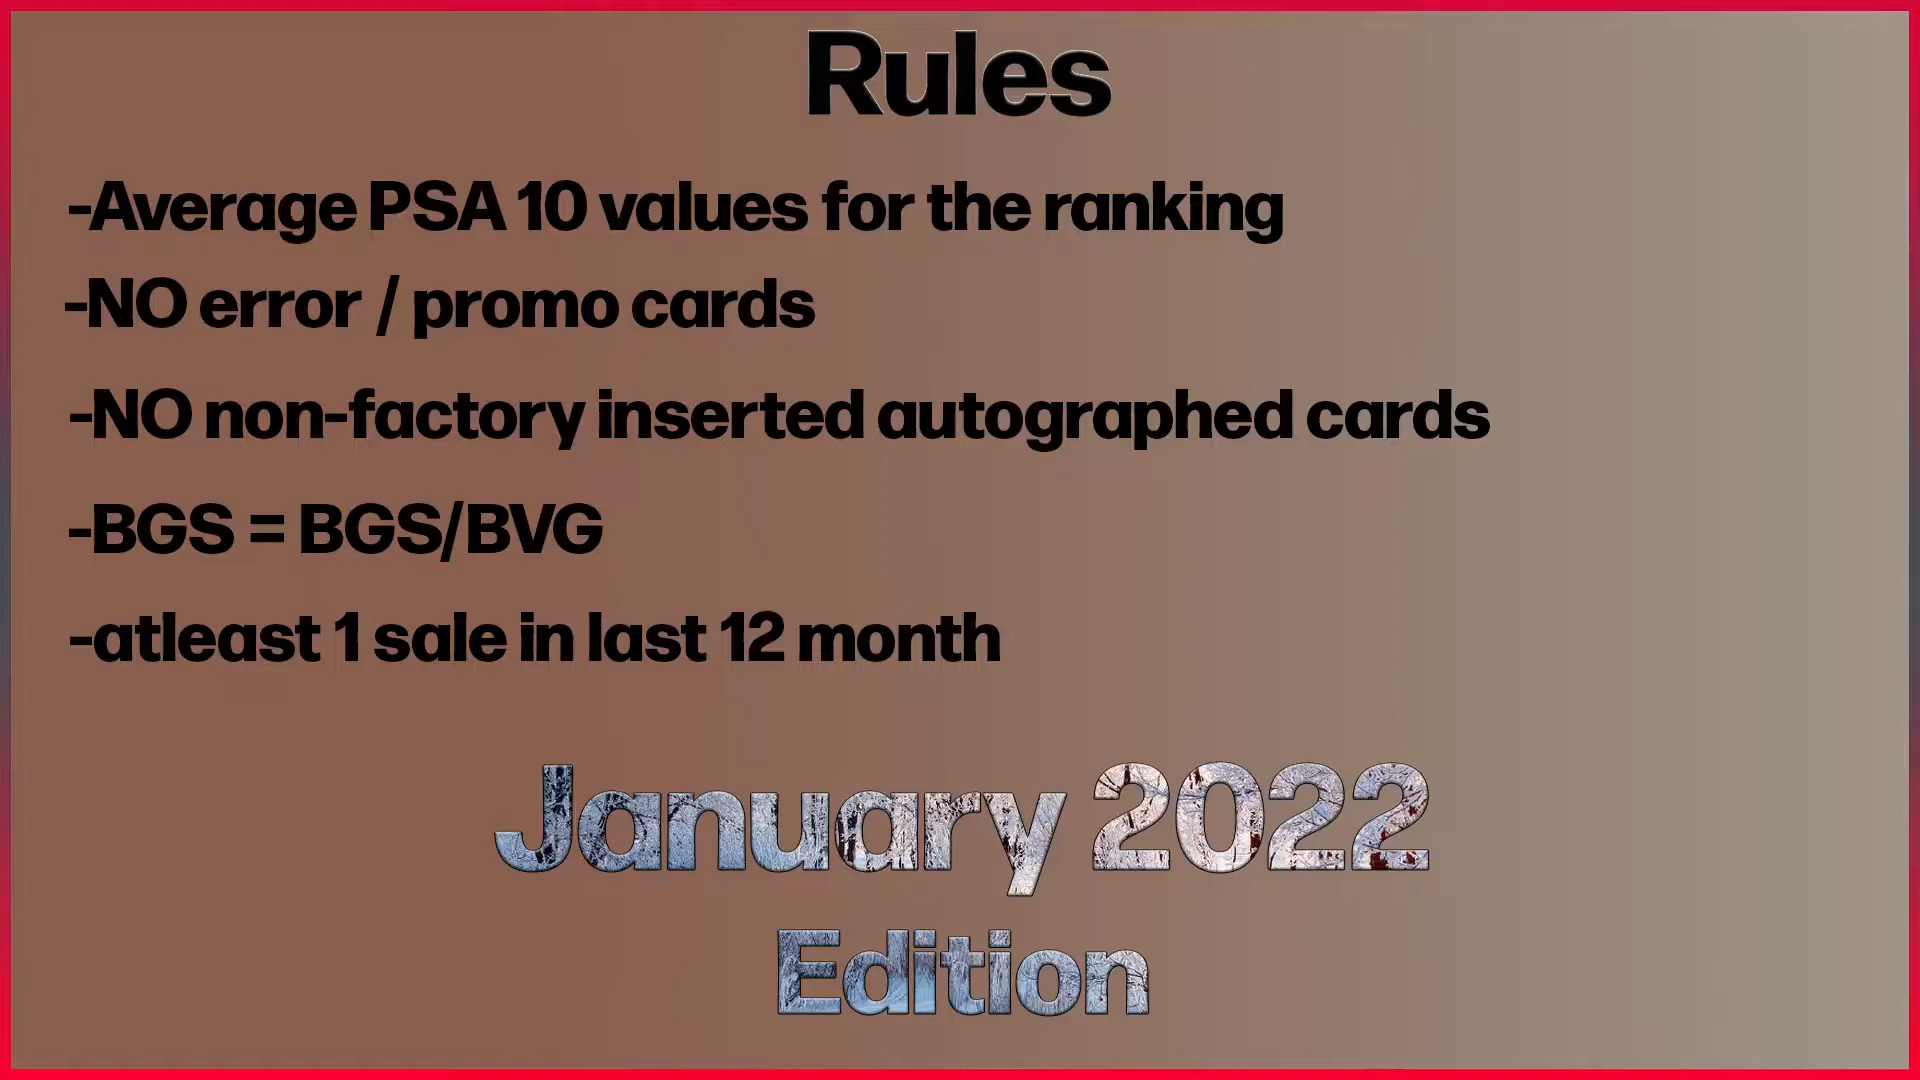 Rules
-Average PSA 10 values for the ranking
-NO error / promo cards
-NO non-factory inserted autographed cards
-BGS = BGS/BVG
-atleast 1 sale in last 12 month
January 2022
Edition